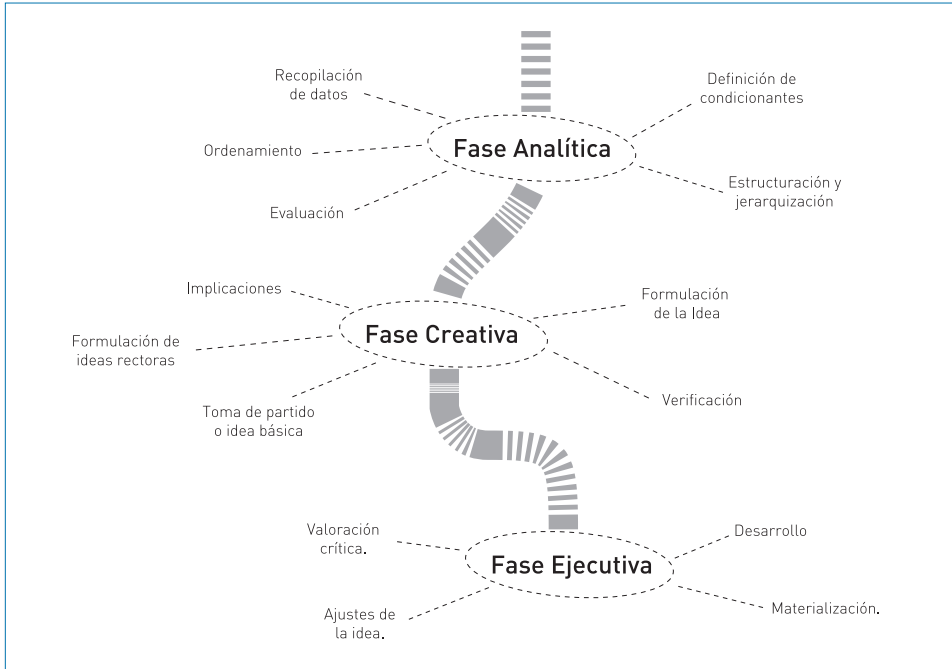 Recopilación
de datos
Definición de
condicionantes
Fase Analítica
Ordenamiento
Estructuración y
jerarquización
Evaluación
Implicaciones
Formulación
de la Idea
Fase Creativa
Formulación de
ideas rectoras
Toma de partido
o idea básica
Verificación
Valoración
crítica.
Desarrollo
Fase Ejecutiva
Ajustes de
la idea.
Materialización.